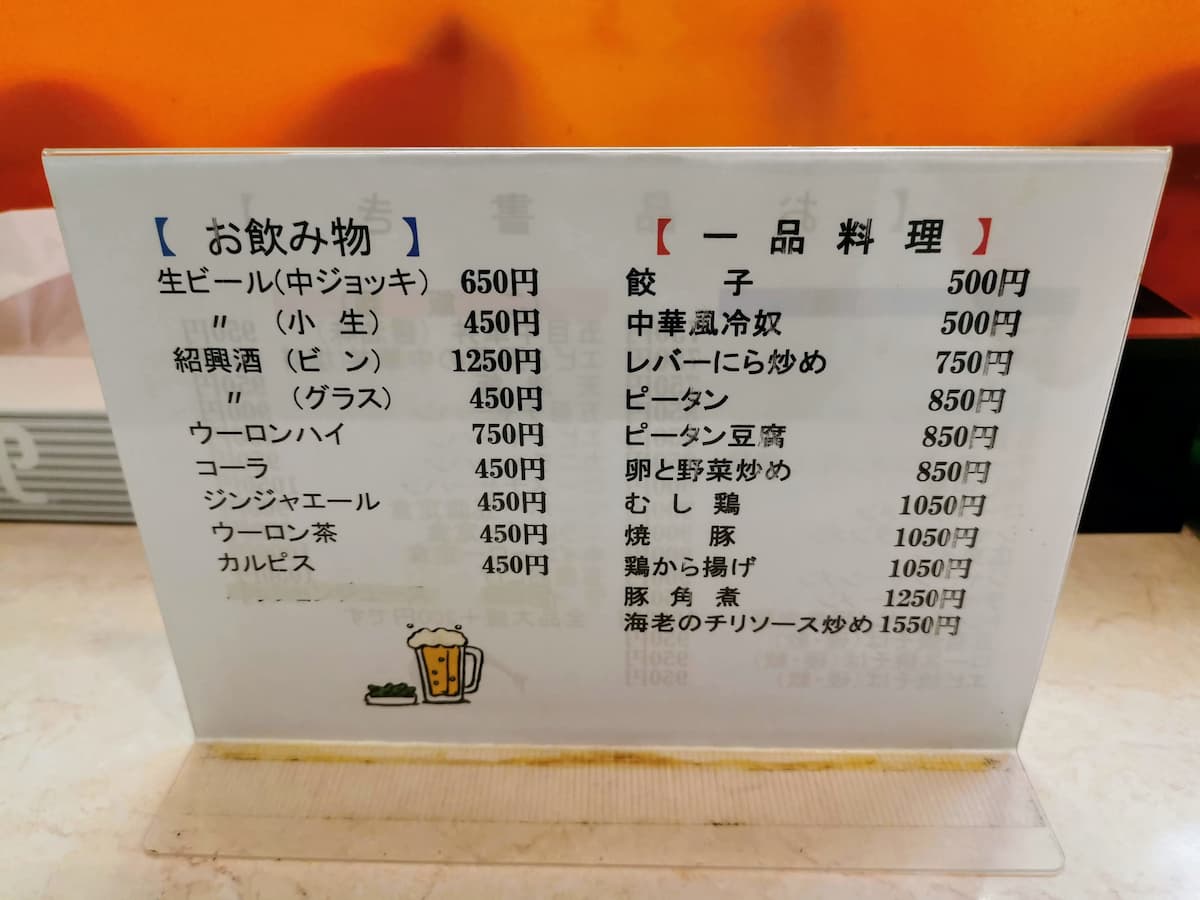 【 お飲み物 】
生ビール(中ジョッキ) 650円
〃 (小 生) 450円
紹興酒 (ビ ン) 1250円
〃 (グラス) 450円
ウーロンハイ 750円
コーラ 450円
ジンジャエール 450円
ウーロン茶 450円
カルピス 450円
【 一 品 料 理 】
餃 子 500円
中華風冷奴 500円
レバーにら炒め 750円
ピータン 850円
ピータン豆腐 850円
卵と野菜炒め 850円
む し 鶏 1050円
焼 豚 1050円
鶏から揚げ 1050円
豚 角 煮 1250円
海老のチリソース炒め 1550円